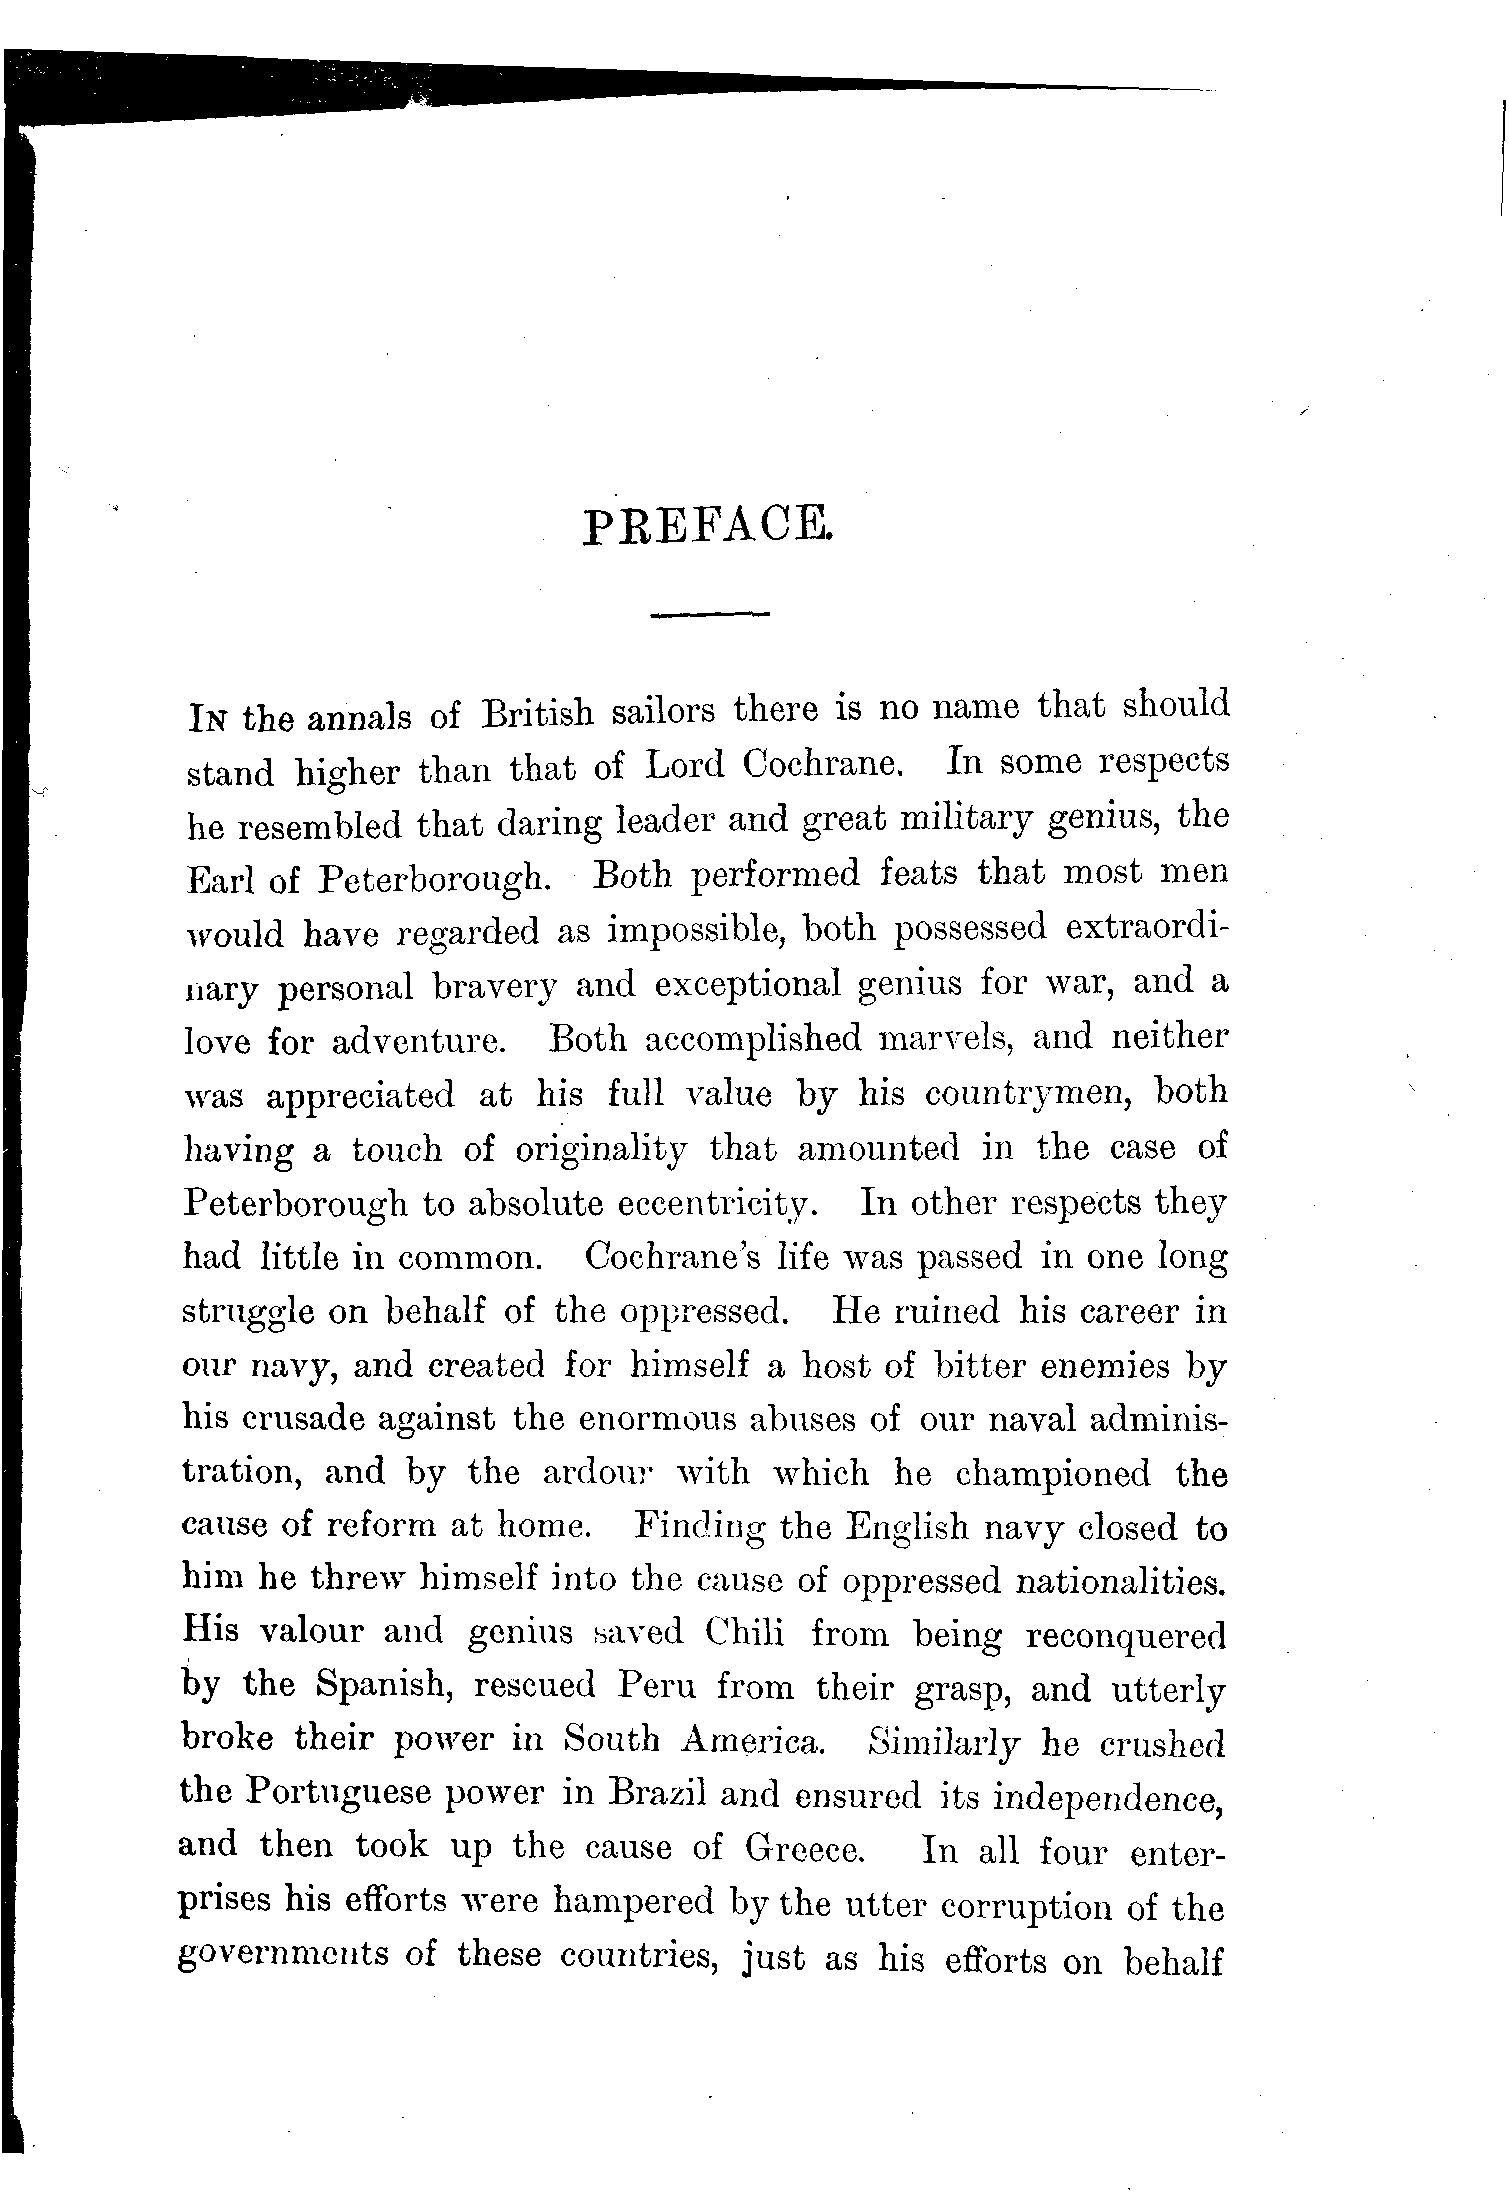 PREFACE.
IN the annals of British sailors there is no name that should
stand higher than that of Lord Cochrane. In some respects
he resembled that daring leader and great military genius, the
Earl of Peterborough. Both performed feats that most men
would have regarded as impossible, both possessed extraordi-
nary personal bravery and exceptional genius for war, and a
love for adventure. Both accomplished marvels, and neither
was appreciated at his full value by his countrymen, both
having a touch of originality that amounted in the case of
Peterborough to absolute eccentricity. In other respects they
had little in common. Cochrane's life was passed in one long
struggle on behalf of the oppressed. He ruined his career in
our navy, and created for himself a host of bitter enemies by
his crusade against the enormous abuses of our naval adminis-
tration, and by the ardour with which he championed the
cause of reform at home. Finding the English navy closed to
him he threw himself into the cause of oppressed nationalities.
His valour and genius saved Chili from being reconquered
by the Spanish, rescued Peru from their grasp, and utterly
broke their power in South America. Similarly he crushed
the Portuguese power in Brazil and ensured its independence,
and then took up the cause of Greece. In all four enter-
prises his efforts were hampered by the utter corruption of the
governments of these countries, just as his efforts on behalf